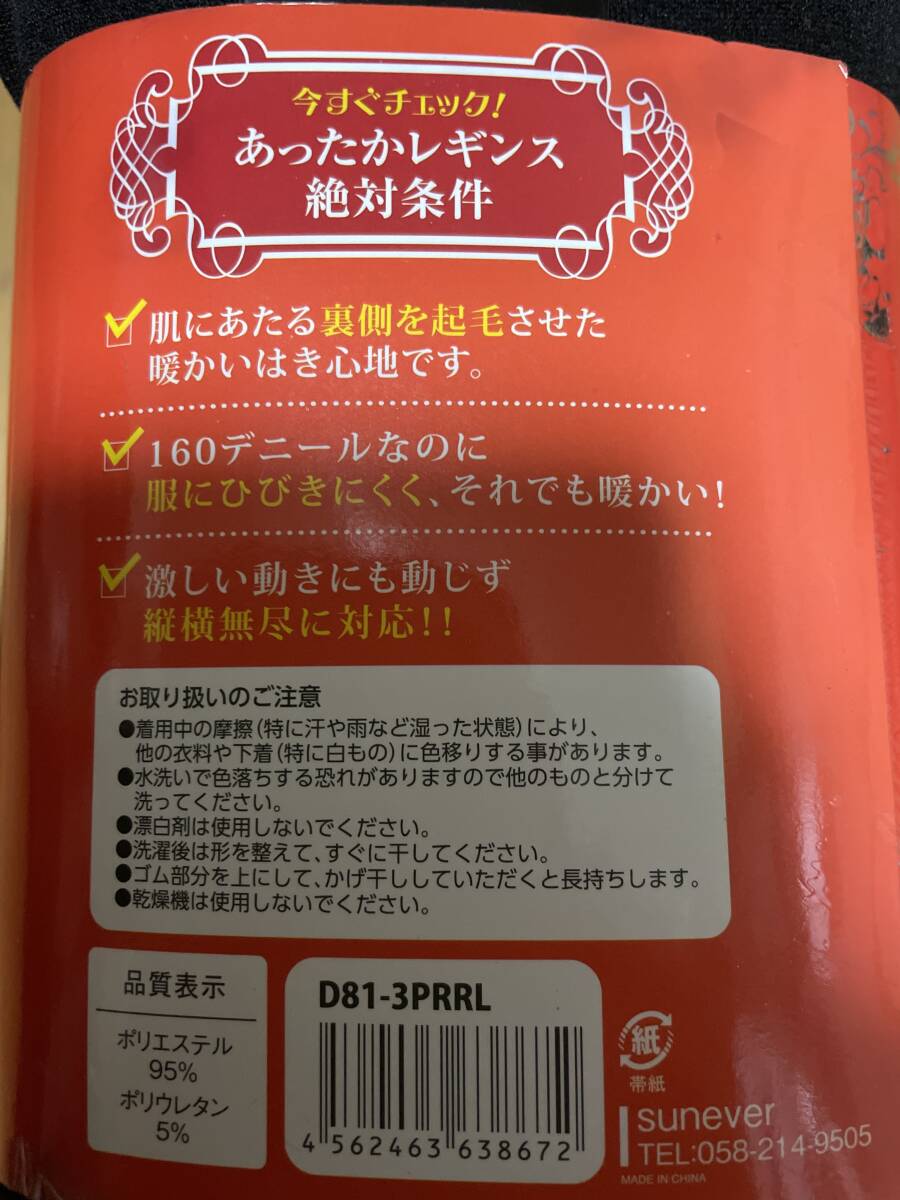 今すぐチェック!
あったかレギンス
絶対条件
肌にあたる裏側を起毛させた
暖かいはき心地です。
160デニールなのに
服にひびきにくく、それでも暖かい!
激しい動きにも動じず
縦横無尽に対応!!
お取り扱いのご注意
●着用中の摩擦(特に汗や雨など湿った状態)により、
他の衣料や下着(特に白もの)に色移りする事があります。
●水洗いで色落ちする恐れがありますので他のものと分けて
洗ってください。
●漂白剤は使用しないでください。
●洗濯後は形を整えて、すぐに干してください。
●ゴム部分を上にして、かげ干ししていただくと長持ちします。
●乾燥機は使用しないでください。
品質表示
ポリエステル
95%
ポリウレタン
5%
D81-3PRRL
4 562463 638672
紙
帯紙
sunever
TEL:058-214-9505
MADE IN CHINA